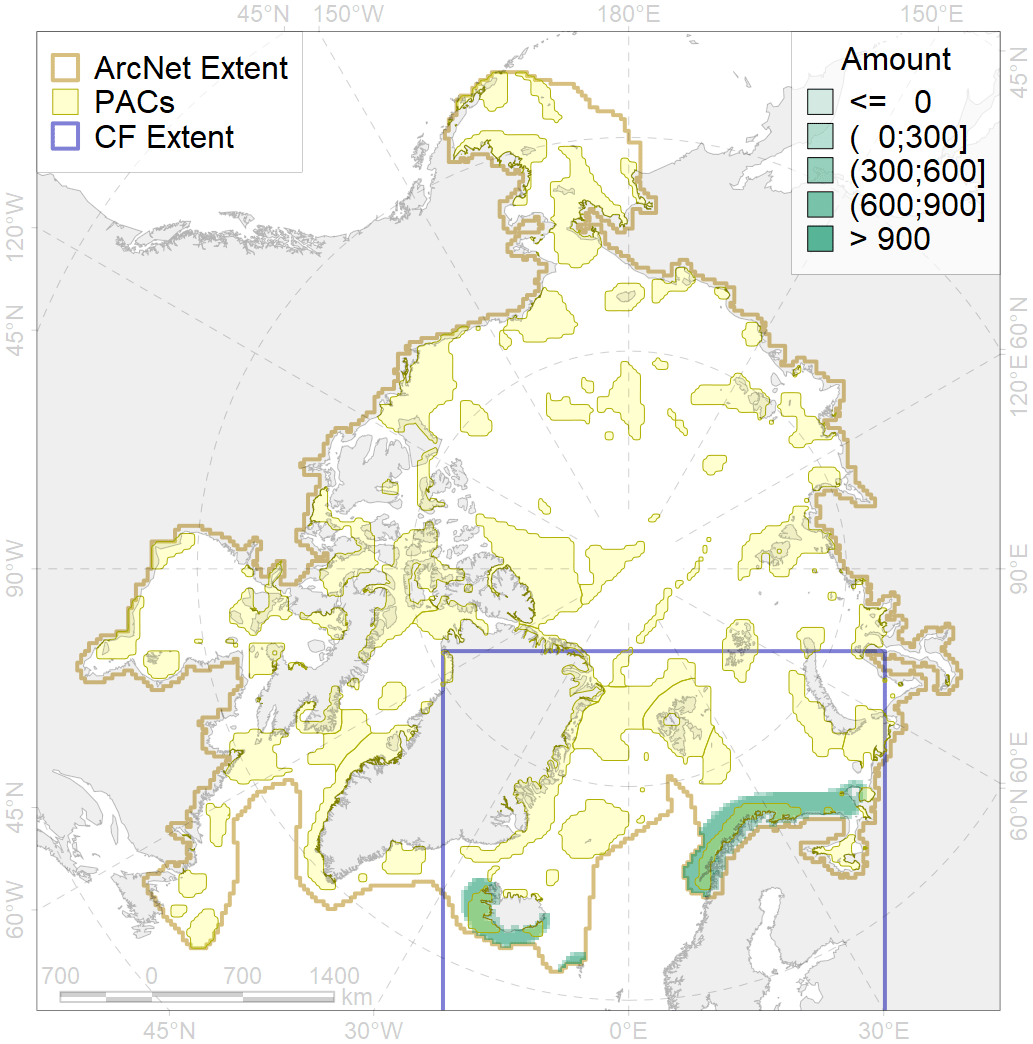 45°N 150°W 180°E 150°E
ArcNet Extent
PACs
CF Extent
Amount
<= 0
( 0;300]
(300;600]
(600;900]
> 900
45°N
120°W
45°N
90°W
45°N
60°W
60°N
120°E
90°E
60°E
60°N
700 0 700 1400
km
45°N 30°W 0°E 30°E